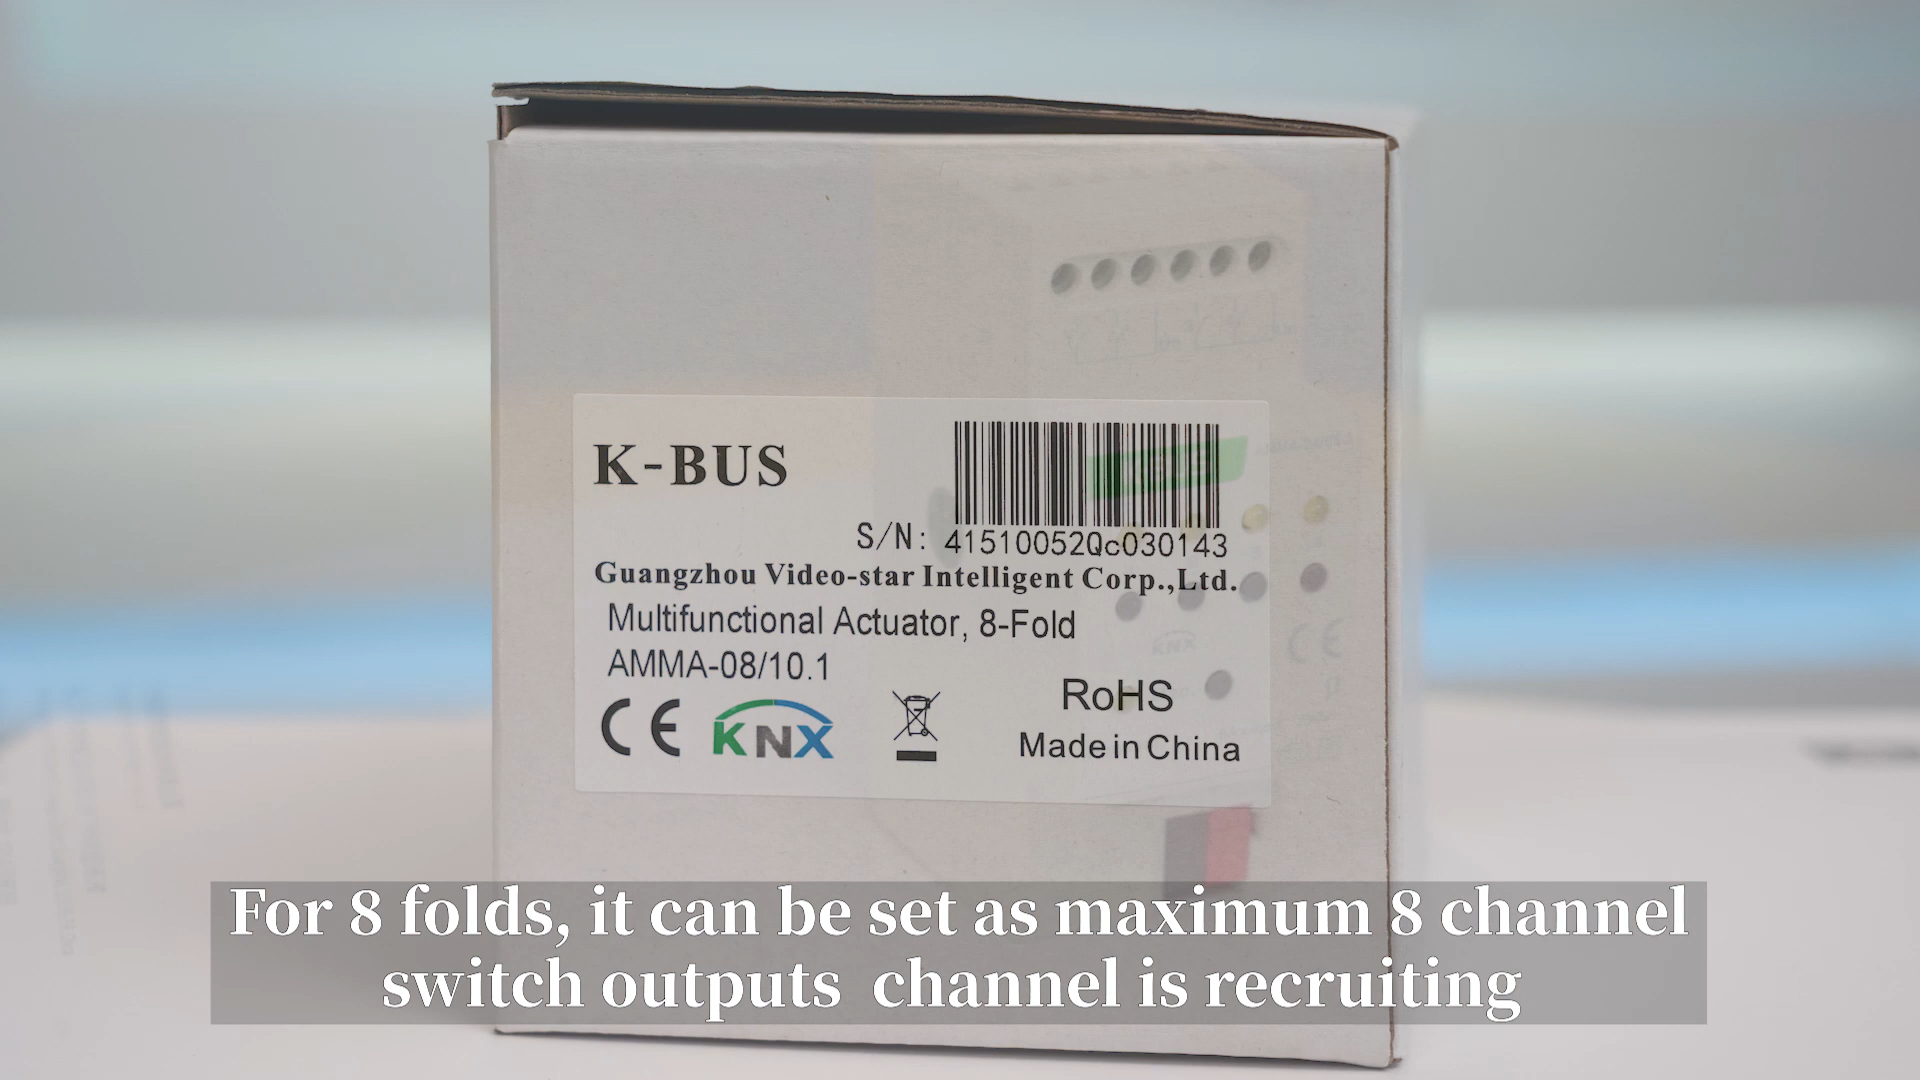 K-BUS
S/N: 41510052Qc030143
Guangzhou Video-star Intelligent Corp.,Ltd.
Multifunctional Actuator, 8-Fold
AMMA-08/10.1
CE KNX
RoHS
Made in China
CE
For 8 folds, it can be set as maximum 8 channel
switch outputs channel is recruiting